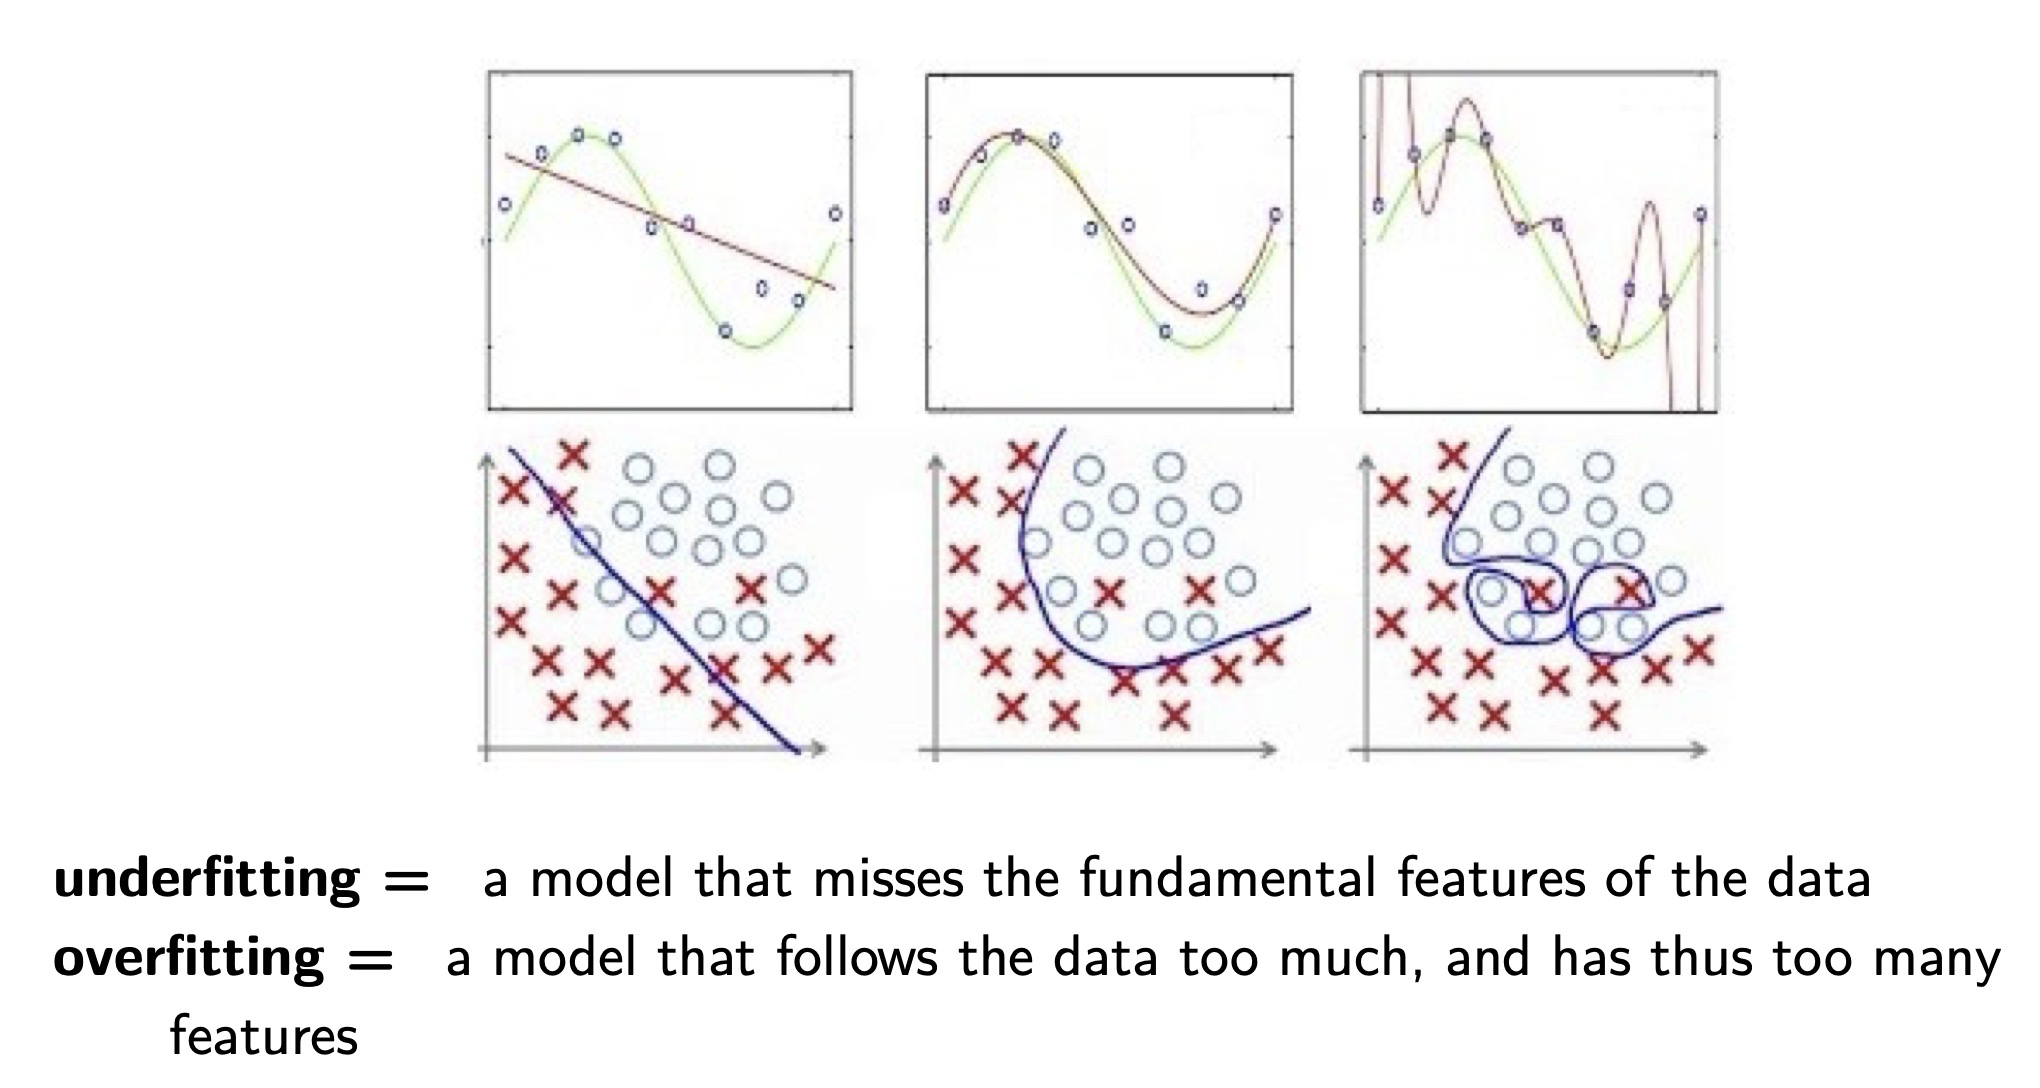 underfitting = a model that misses the fundamental features of the data
overfitting = a model that follows the data too much, and has thus too many
features